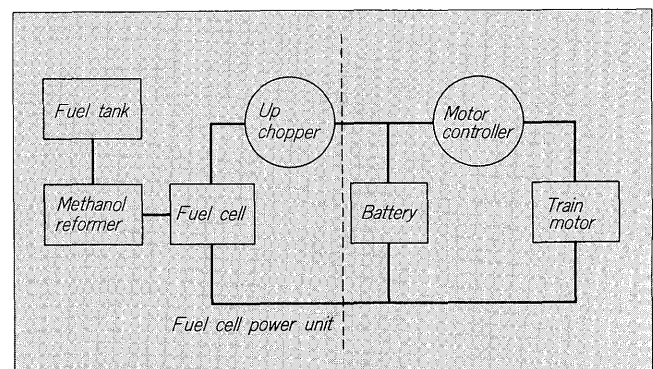 Fuel tank
Up
chopper
Motor
controller
Methanol
reformer
Fuel cell
Battery
Train
motor
Fuel cell power unit